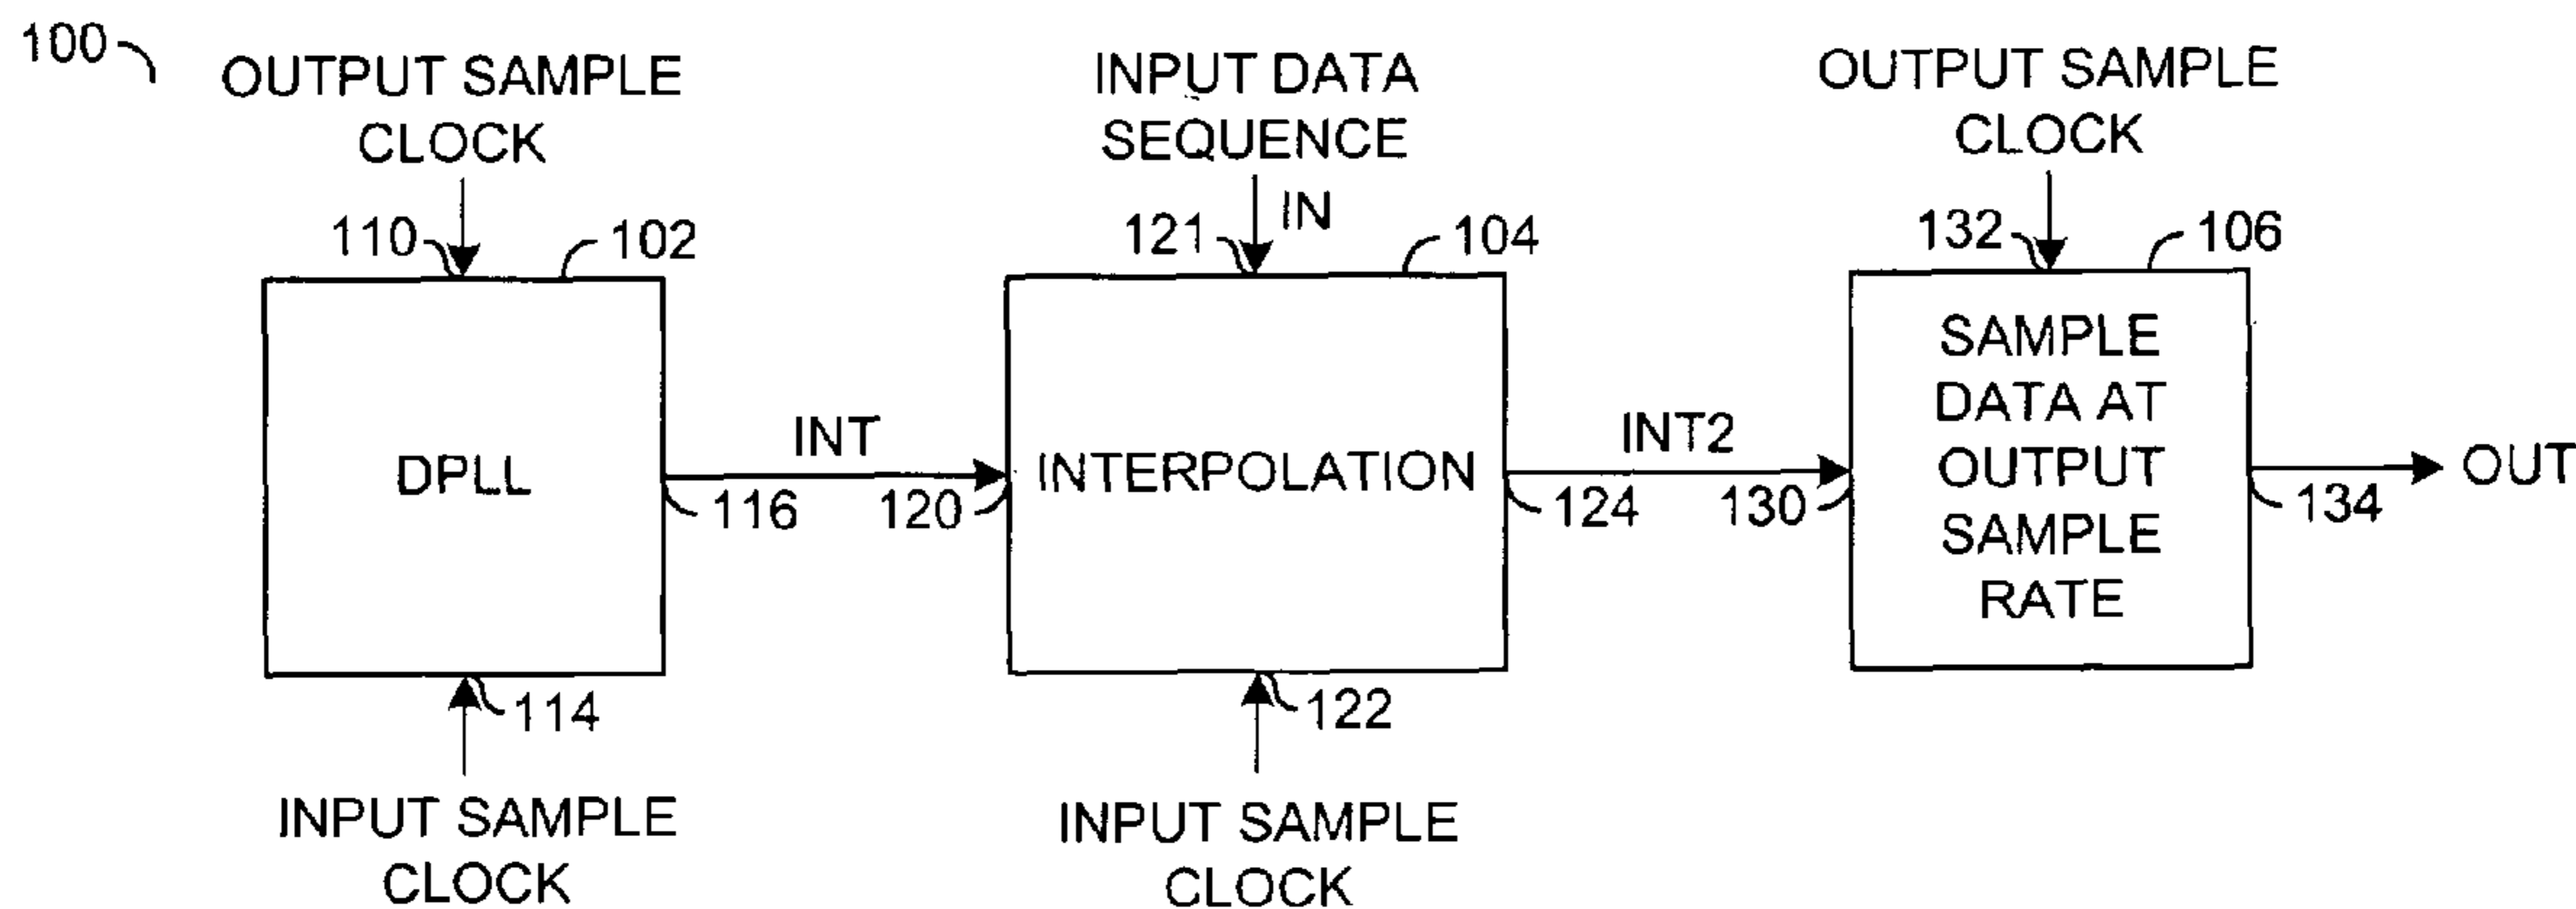 100
OUTPUT SAMPLE
CLOCK
INPUT DATA
SEQUENCE
OUTPUT SAMPLE
CLOCK
110
102
121
IN
104
132
106
DPLL
INT
116
120
INTERPOLATION
INT2
124
130
SAMPLE
DATA AT
OUTPUT
SAMPLE
RATE
OUT
134
114
122
INPUT SAMPLE
CLOCK
INPUT SAMPLE
CLOCK